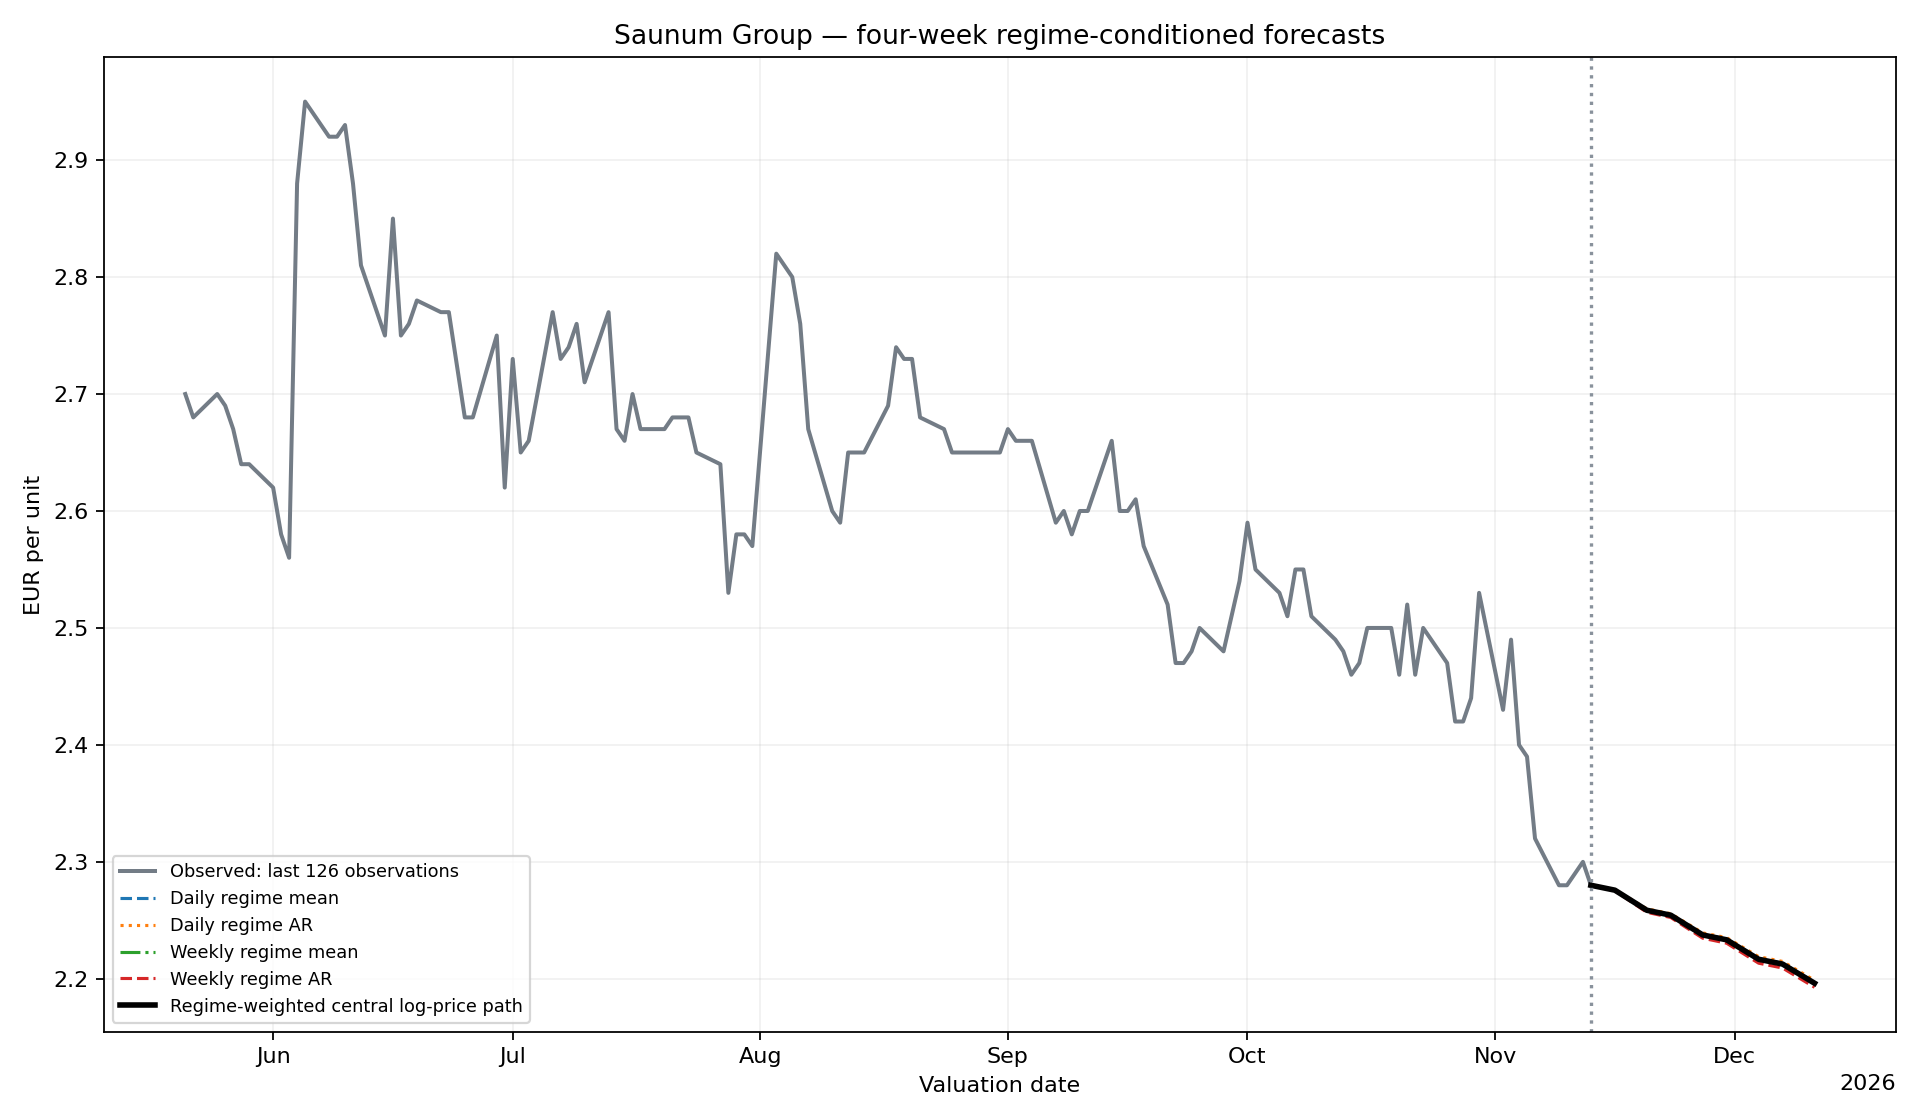 Saunum Group — four-week regime-conditioned forecasts
EUR per unit
2.9
2.8
2.7
2.6
2.5
2.4
2.3
2.2
Observed: last 126 observations
Daily regime mean
Daily regime AR
Weekly regime mean
Weekly regime AR
Regime-weighted central log-price path
Jun Jul Aug Sep Oct Nov Dec
Valuation date
2026